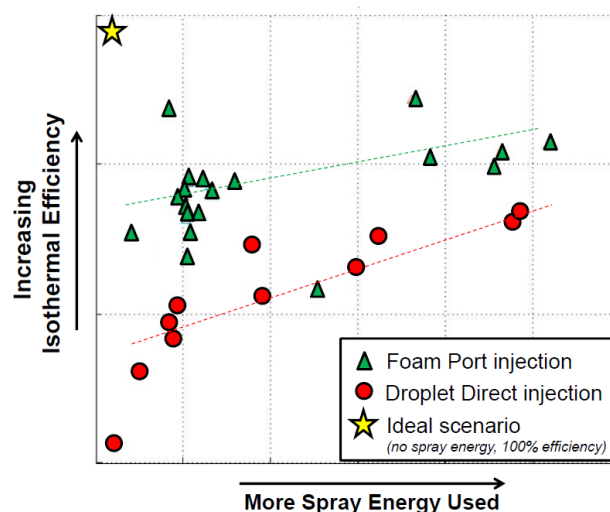 Increasing
Isothermal Efficiency
Foam Port injection
Droplet Direct injection
Ideal scenario
(no spray energy, 100% efficiency)
More Spray Energy Used